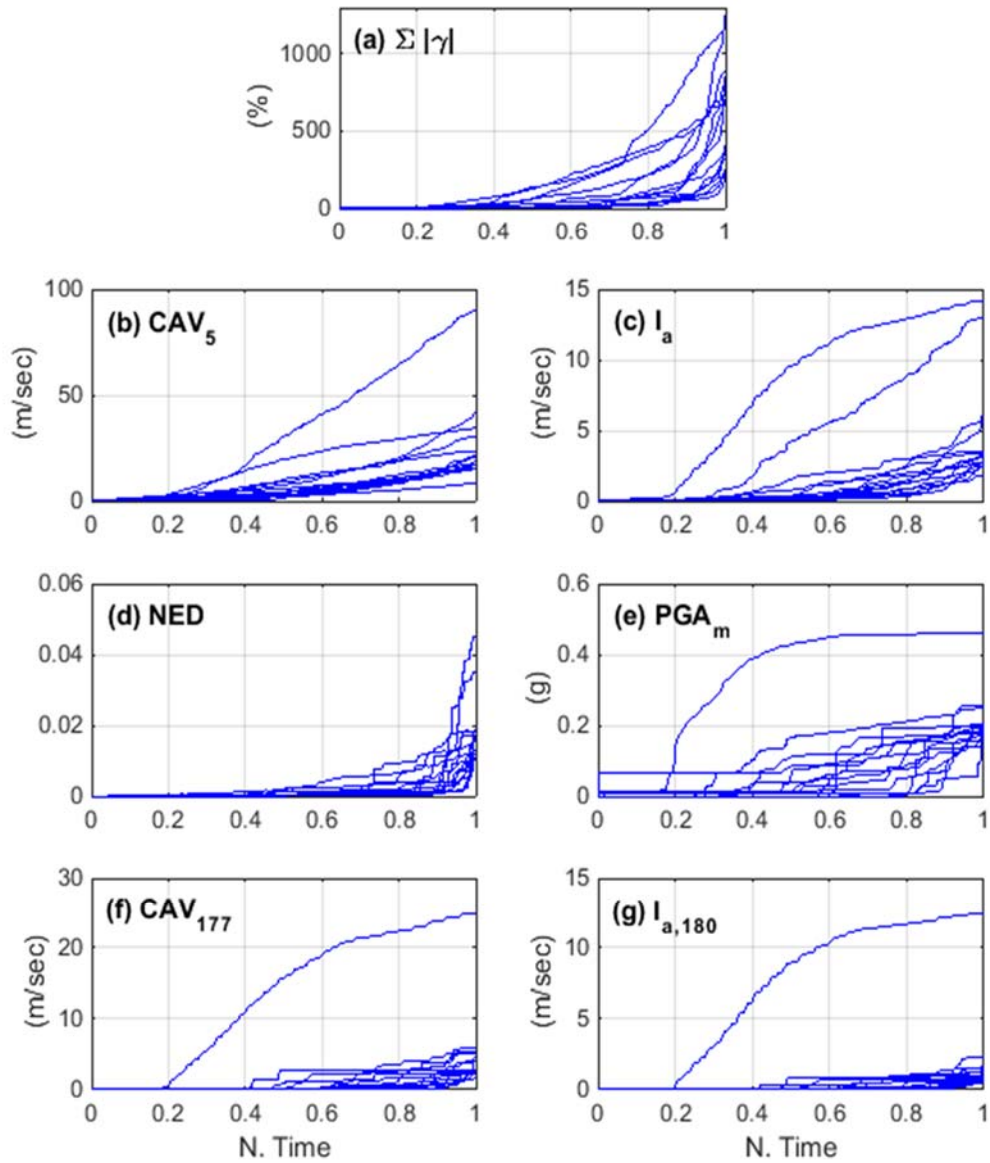 (a) Σ |γ|
(%)
1000
500
0
0 0.2 0.4 0.6 0.8 1
(b) CAV₅
(m/sec)
100
50
0
0 0.2 0.4 0.6 0.8 1
(c) Iₐ
(m/sec)
15
10
5
0
0 0.2 0.4 0.6 0.8 1
(d) NED
0.06
0.04
0.02
0
0 0.2 0.4 0.6 0.8 1
(e) PGAₘ
(g)
0.6
0.4
0.2
0
0 0.2 0.4 0.6 0.8 1
(f) CAV₁₇₇
(m/sec)
30
20
10
0
0 0.2 0.4 0.6 0.8 1
N. Time
(g) Iₐ,₁₈₀
(m/sec)
15
10
5
0
0 0.2 0.4 0.6 0.8 1
N. Time